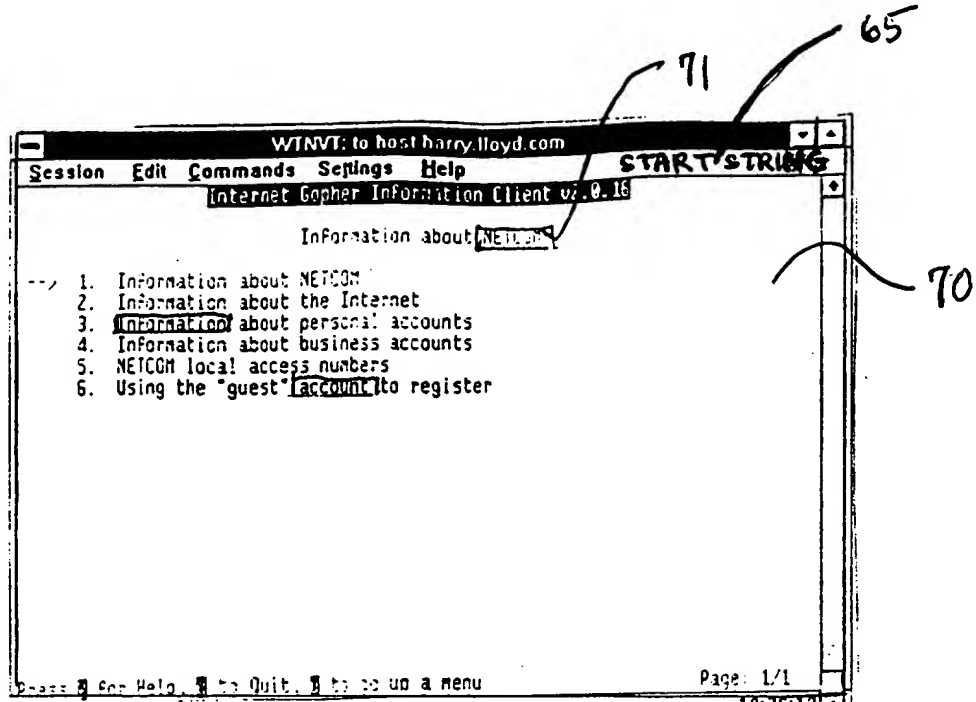 65
71
WTNVT: to host harry.lloyd.com
START STRING
Session Edit Commands Settings Help
Internet Gopher Information Client v2.0.16
Information about NETCOM
70
--> 1. Information about NETCOM
2. Information about the Internet
3. Information about personal accounts
4. Information about business accounts
5. NETCOM local access numbers
6. Using the "guest" account to register
Press for Help, to Quit, to go up a menu Page: 1/1